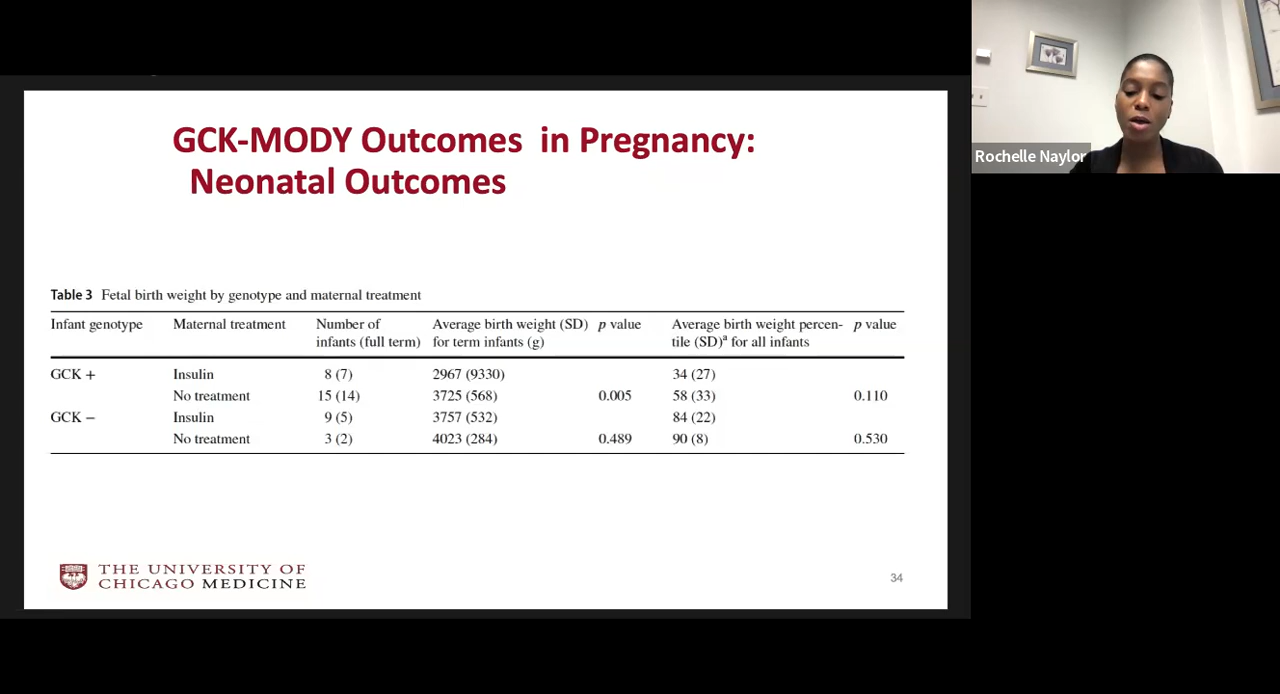 GCK-MODY Outcomes in Pregnancy:
Neonatal Outcomes
Rochelle Naylor
Table 3 Fetal birth weight by genotype and maternal treatment
Infant genotype Maternal treatment Number of infants (full term) Average birth weight (SD) for term infants (g) p value Average birth weight percen-tile (SD)a for all infants p value
GCK + Insulin 8 (7) 2967 (9330) 34 (27)
No treatment 15 (14) 3725 (568) 0.005 58 (33) 0.110
GCK − Insulin 9 (5) 3757 (532) 84 (22)
No treatment 3 (2) 4023 (284) 0.489 90 (8) 0.530
THE UNIVERSITY OF
CHICAGO MEDICINE
34